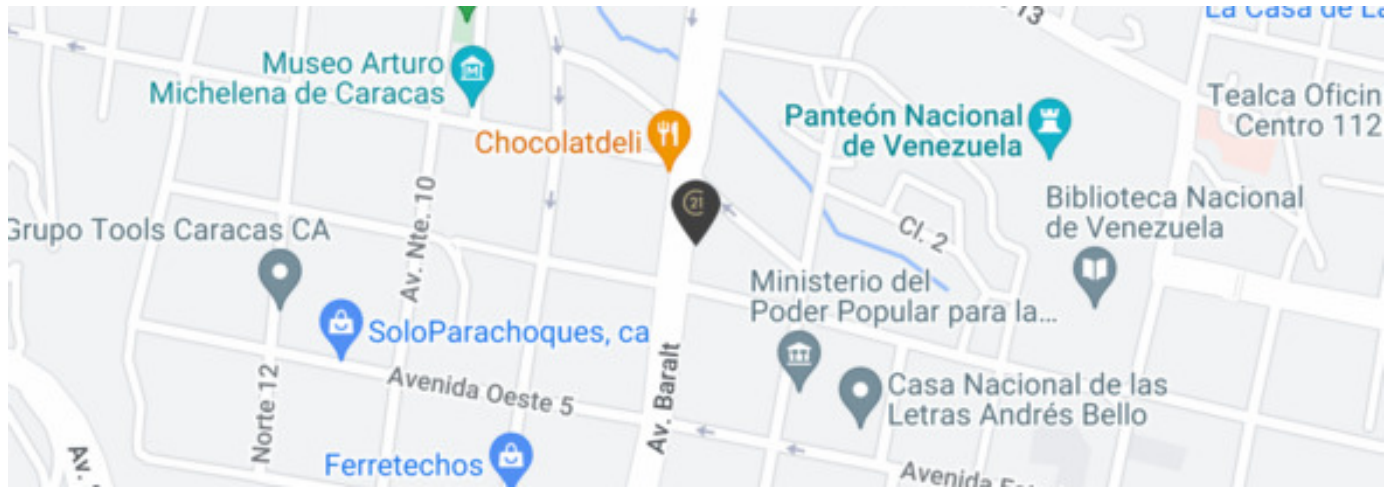 13
La Casa de La
Museo Arturo
Michelena de Caracas
Tealca Oficin
Centro 112
Panteón Nacional
de Venezuela
Chocolatdeli
Av. Nte. 10
21
Biblioteca Nacional
de Venezuela
Cl. 2
Grupo Tools Caracas CA
Ministerio del
Poder Popular para la...
SoloParachoques, ca
Avenida Oeste 5
Av. Baralt
Norte 12
Casa Nacional de las
Letras Andrés Bello
Ferretechos
Av.
Avenida